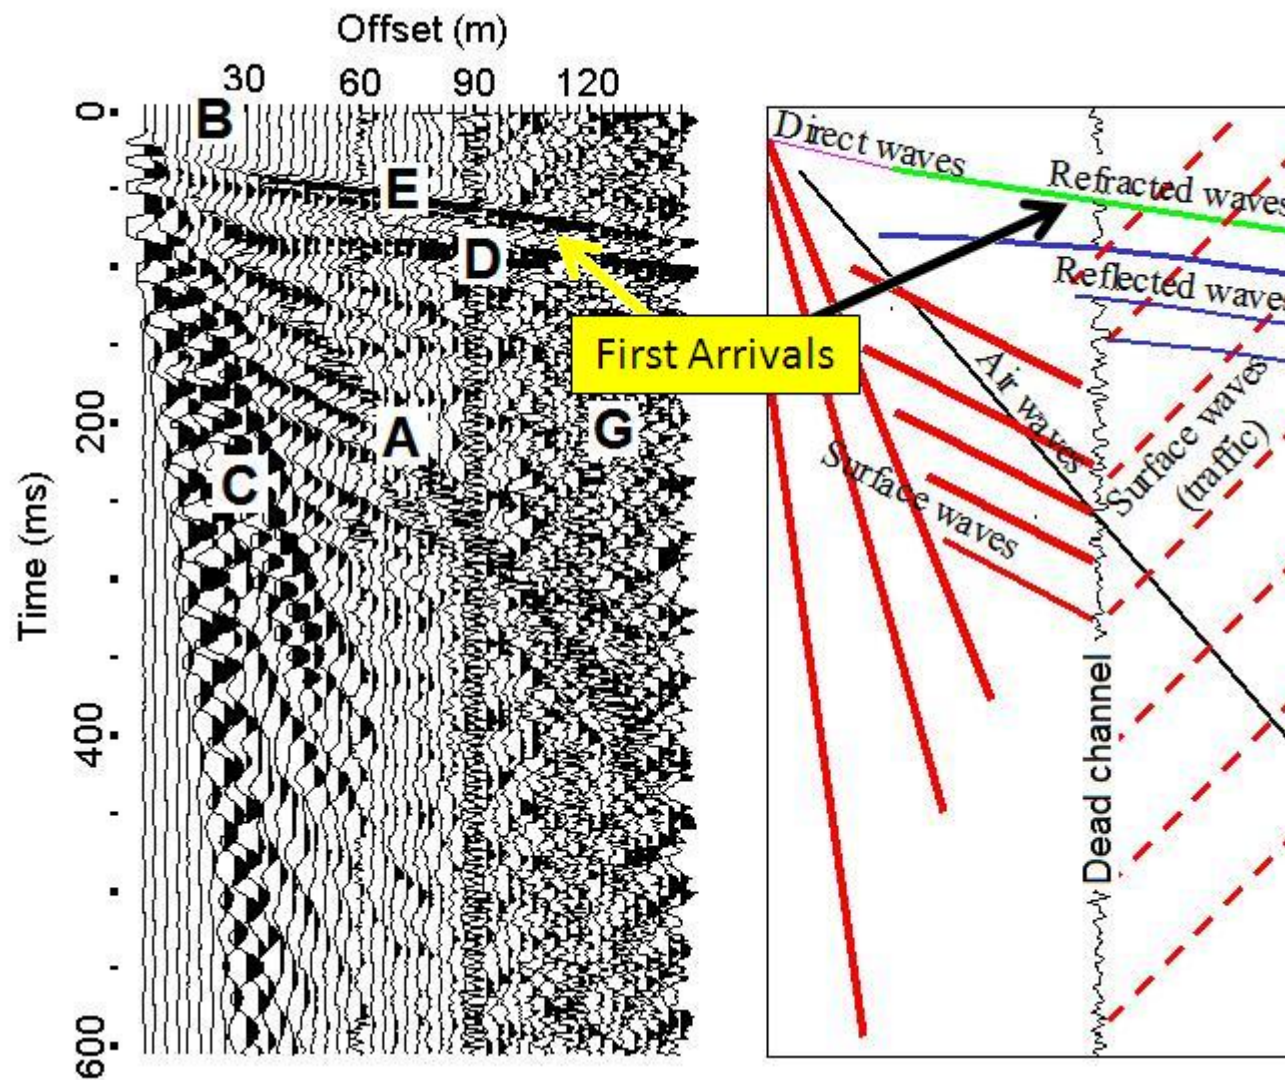 Offset (m)
30 60 90 120
0
200
400
600
Time (ms)
B
E
D
A
C
G
First Arrivals
Direct waves
Refracted waves
Reflected waves
Air waves
Surface waves
Surface waves
(traffic)
Dead channel